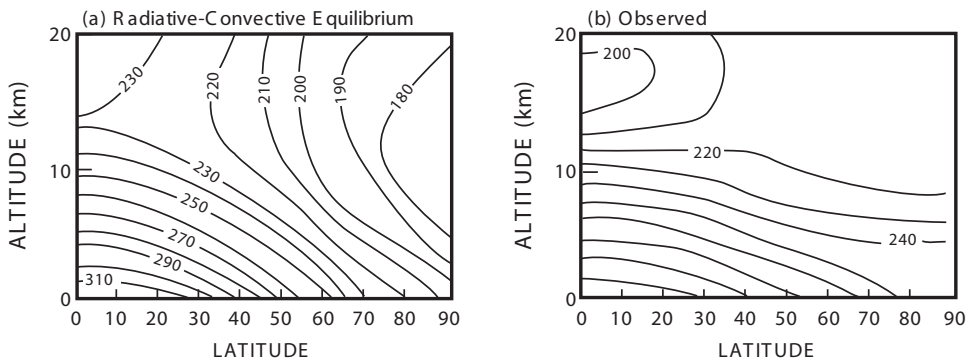 (a) Radiative-Convective Equilibrium
20
10
0
ALTITUDE (km)
230
220
210
200
190
180
230
250
270
290
310
0 10 20 30 40 50 60 70 80 90
LATITUDE
(b) Observed
20
10
0
ALTITUDE (km)
200
220
240
0 10 20 30 40 50 60 70 80 90
LATITUDE